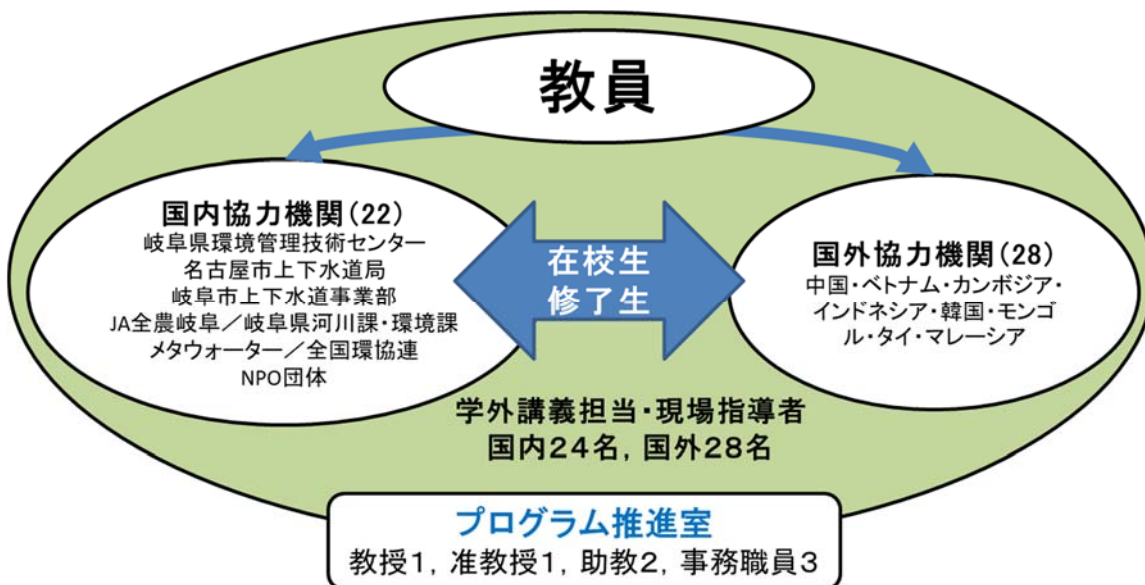 教員
国内協力機関(22)
岐阜県環境管理技術センター
名古屋市上下水道局
岐阜市上下水道事業部
JA全農岐阜／岐阜県河川課・環境課
メタウォーター／全国環協連
NPO団体
在校生
修了生
国外協力機関(28)
中国・ベトナム・カンボジア・
インドネシア・韓国・モンゴ
ル・タイ・マレーシア
学外講義担当・現場指導者
国内24名, 国外28名
プログラム推進室
教授1, 准教授1, 助教2, 事務職員3